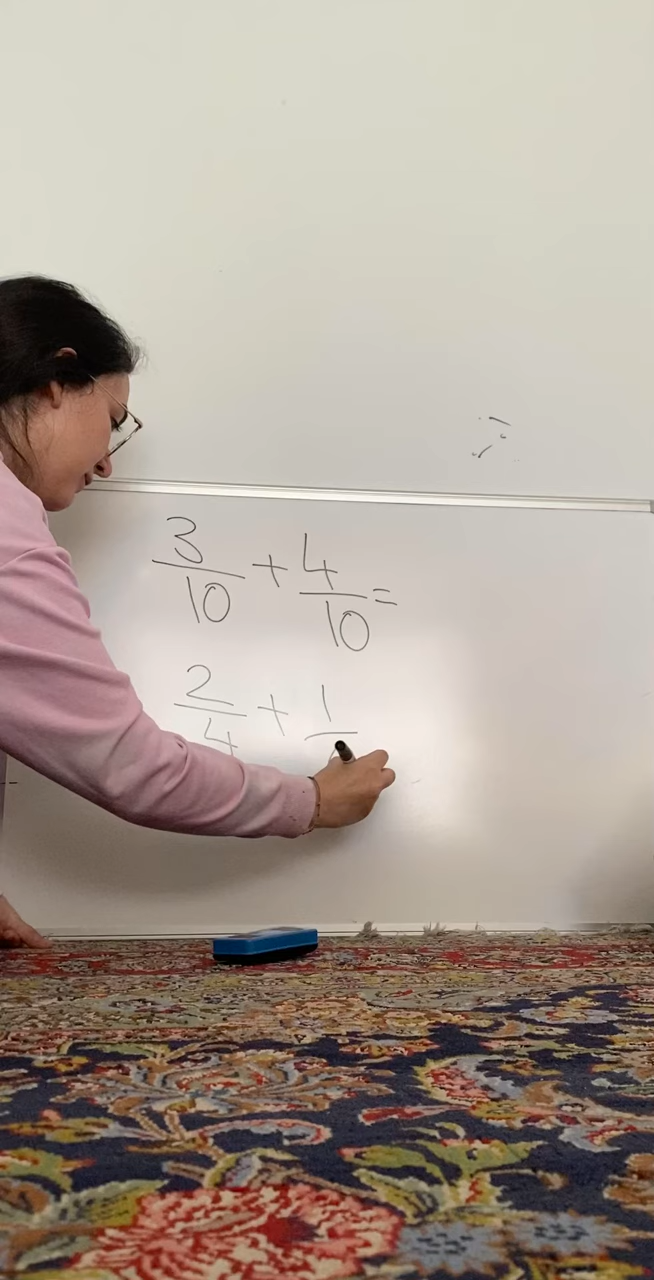 3/10 + 4/10 =
2/4 + 1/